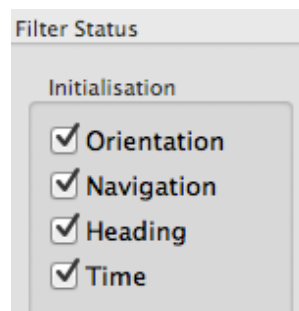 Filter Status
Initialisation
Orientation
Navigation
Heading
Time